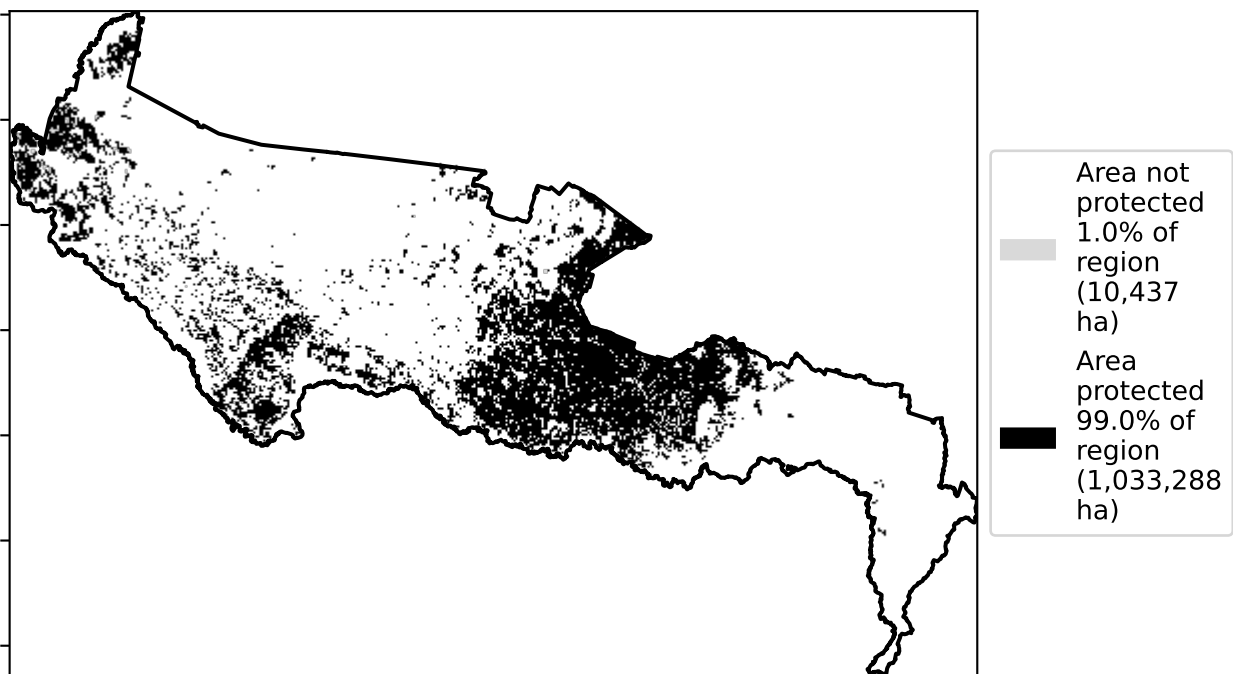 Area not
protected
1.0% of
region
(10,437
ha)
Area
protected
99.0% of
region
(1,033,288
ha)